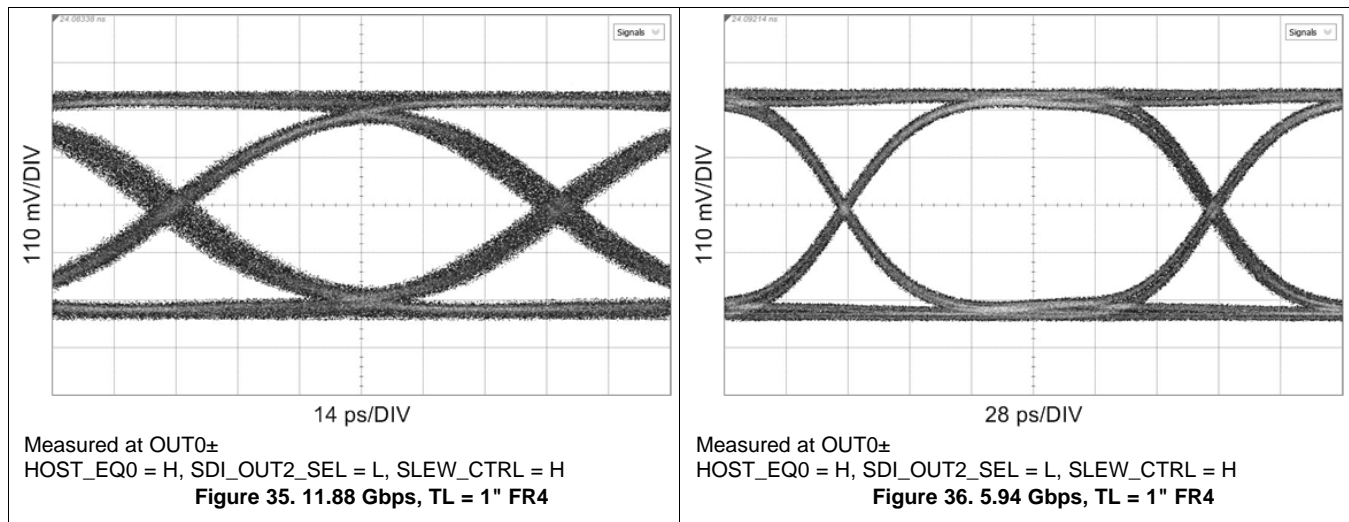 24.08338 ns
Signals
110 mV/DIV
14 ps/DIV
Measured at OUT0±
HOST_EQ0 = H, SDI_OUT2_SEL = L, SLEW_CTRL = H
Figure 35. 11.88 Gbps, TL = 1" FR4
24.09214 ns
Signals
110 mV/DIV
28 ps/DIV
Measured at OUT0±
HOST_EQ0 = H, SDI_OUT2_SEL = L, SLEW_CTRL = H
Figure 36. 5.94 Gbps, TL = 1" FR4